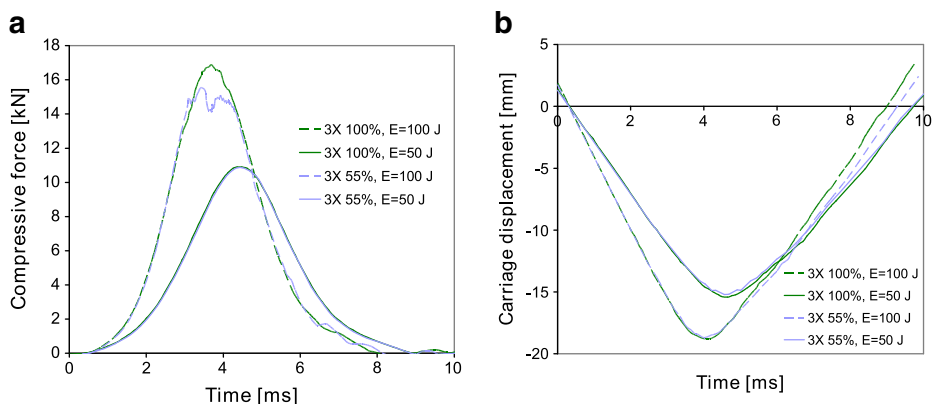 a
18
16
14
12
10
8
6
4
2
0
0 2 4 6 8 10
Compressive force [kN]
Time [ms]
3X 100%, E=100 J
3X 100%, E=50 J
3X 55%, E=100 J
3X 55%, E=50 J
b
5
0
-5
-10
-15
-20
0 2 4 6 8 10
Carriage displacement [mm]
Time [ms]
3X 100%, E=100 J
3X 100%, E=50 J
3X 55%, E=100 J
3X 55%, E=50 J